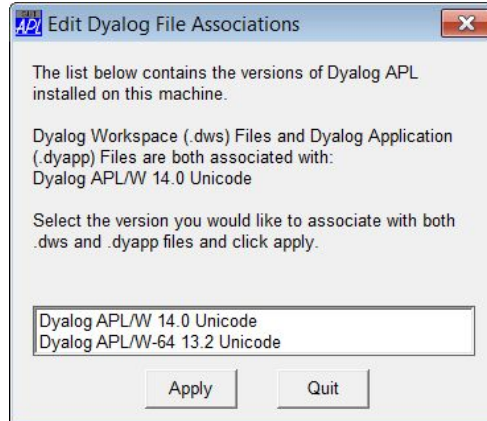 APL Edit Dyalog File Associations
The list below contains the versions of Dyalog APL
installed on this machine.
Dyalog Workspace (.dws) Files and Dyalog Application
(.dyapp) Files are both associated with:
Dyalog APL/W 14.0 Unicode
Select the version you would like to associate with both
.dws and .dyapp files and click apply.
Dyalog APL/W 14.0 Unicode
Dyalog APL/W-64 13.2 Unicode
Apply Quit